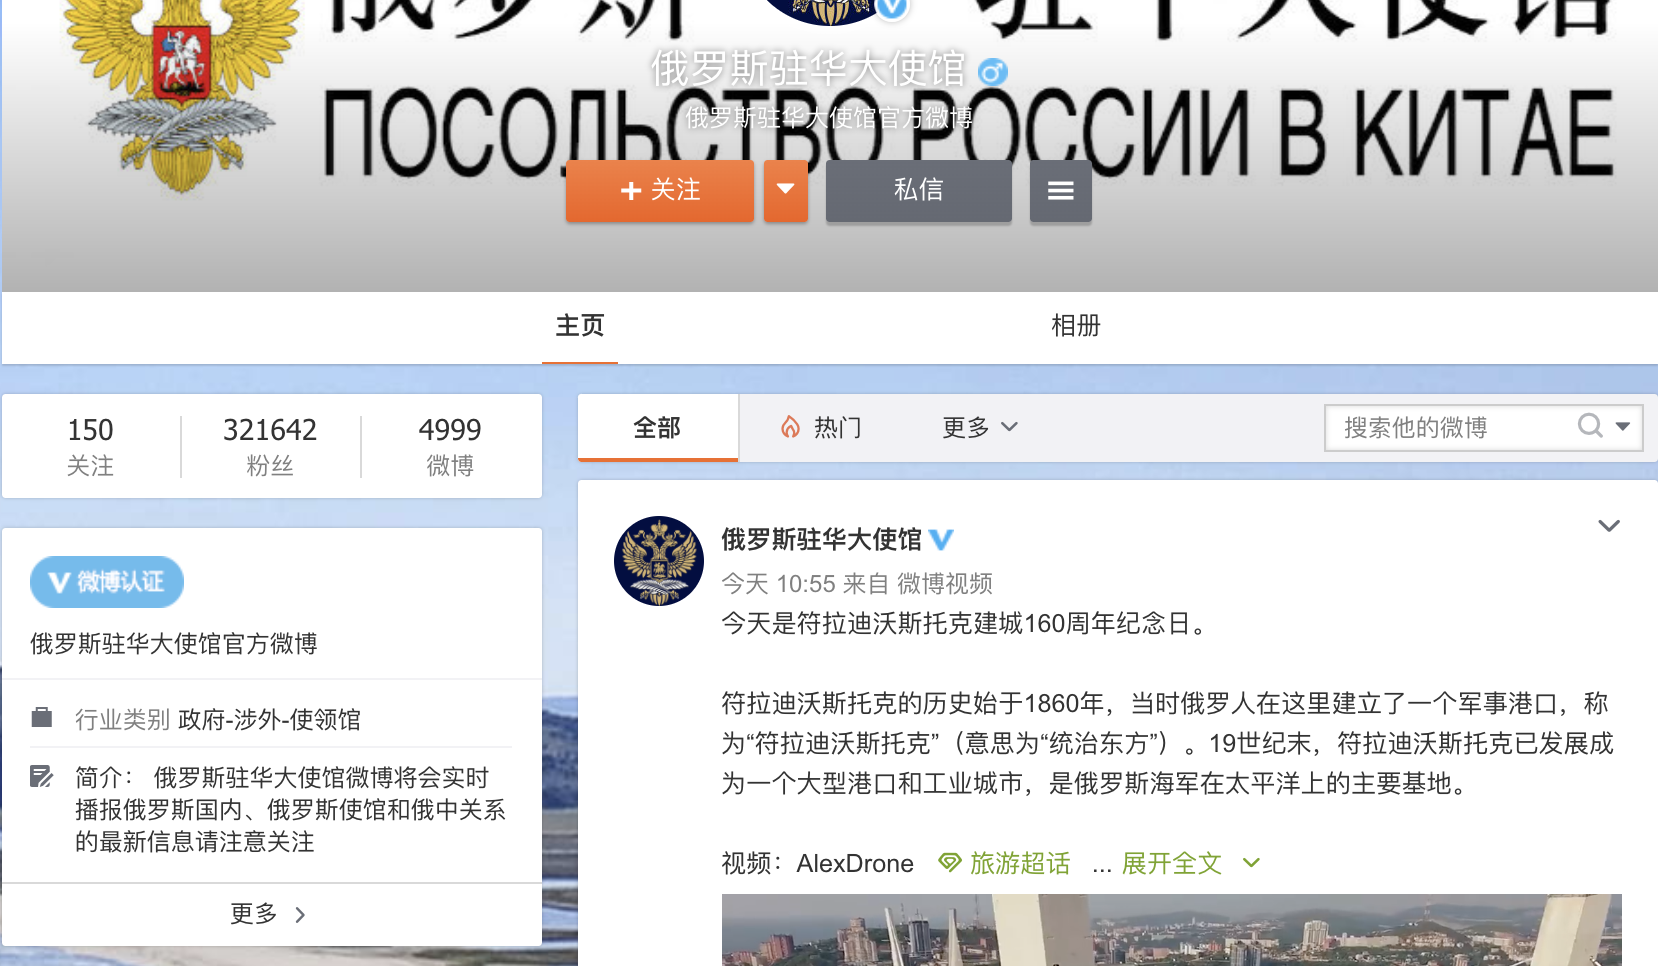 俄罗斯驻华大使馆
俄罗斯驻华大使馆
ПОСОЛЬСТВО РОССИИ В КИТАЕ
俄罗斯驻华大使馆官方微博
+ 关注
私信
主页
相册
150
关注
321642
粉丝
4999
微博
全部
热门
更多
搜索他的微博
V 微博认证
俄罗斯驻华大使馆官方微博
行业类别 政府-涉外-使领馆
简介： 俄罗斯驻华大使馆微博将会实时
播报俄罗斯国内、俄罗斯使馆和俄中关系
的最新信息请注意关注
更多
俄罗斯驻华大使馆
今天 10:55 来自 微博视频
今天是符拉迪沃斯托克建城160周年纪念日。
符拉迪沃斯托克的历史始于1860年，当时俄罗人在这里建立了一个军事港口，称
为“符拉迪沃斯托克”（意思为“统治东方”）。19世纪末，符拉迪沃斯托克已发展成
为一个大型港口和工业城市，是俄罗斯海军在太平洋上的主要基地。
视频：AlexDrone 旅游超话 ... 展开全文